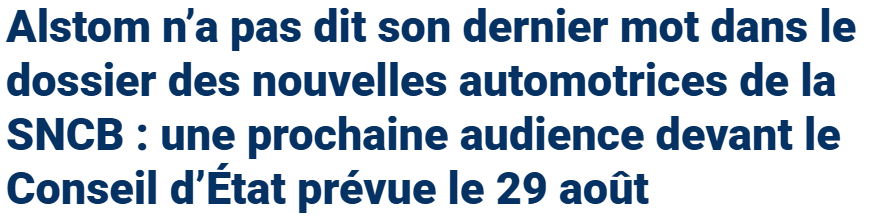 Alstom n’a pas dit son dernier mot dans le
dossier des nouvelles automotrices de la
SNCB : une prochaine audience devant le
Conseil d’État prévue le 29 août